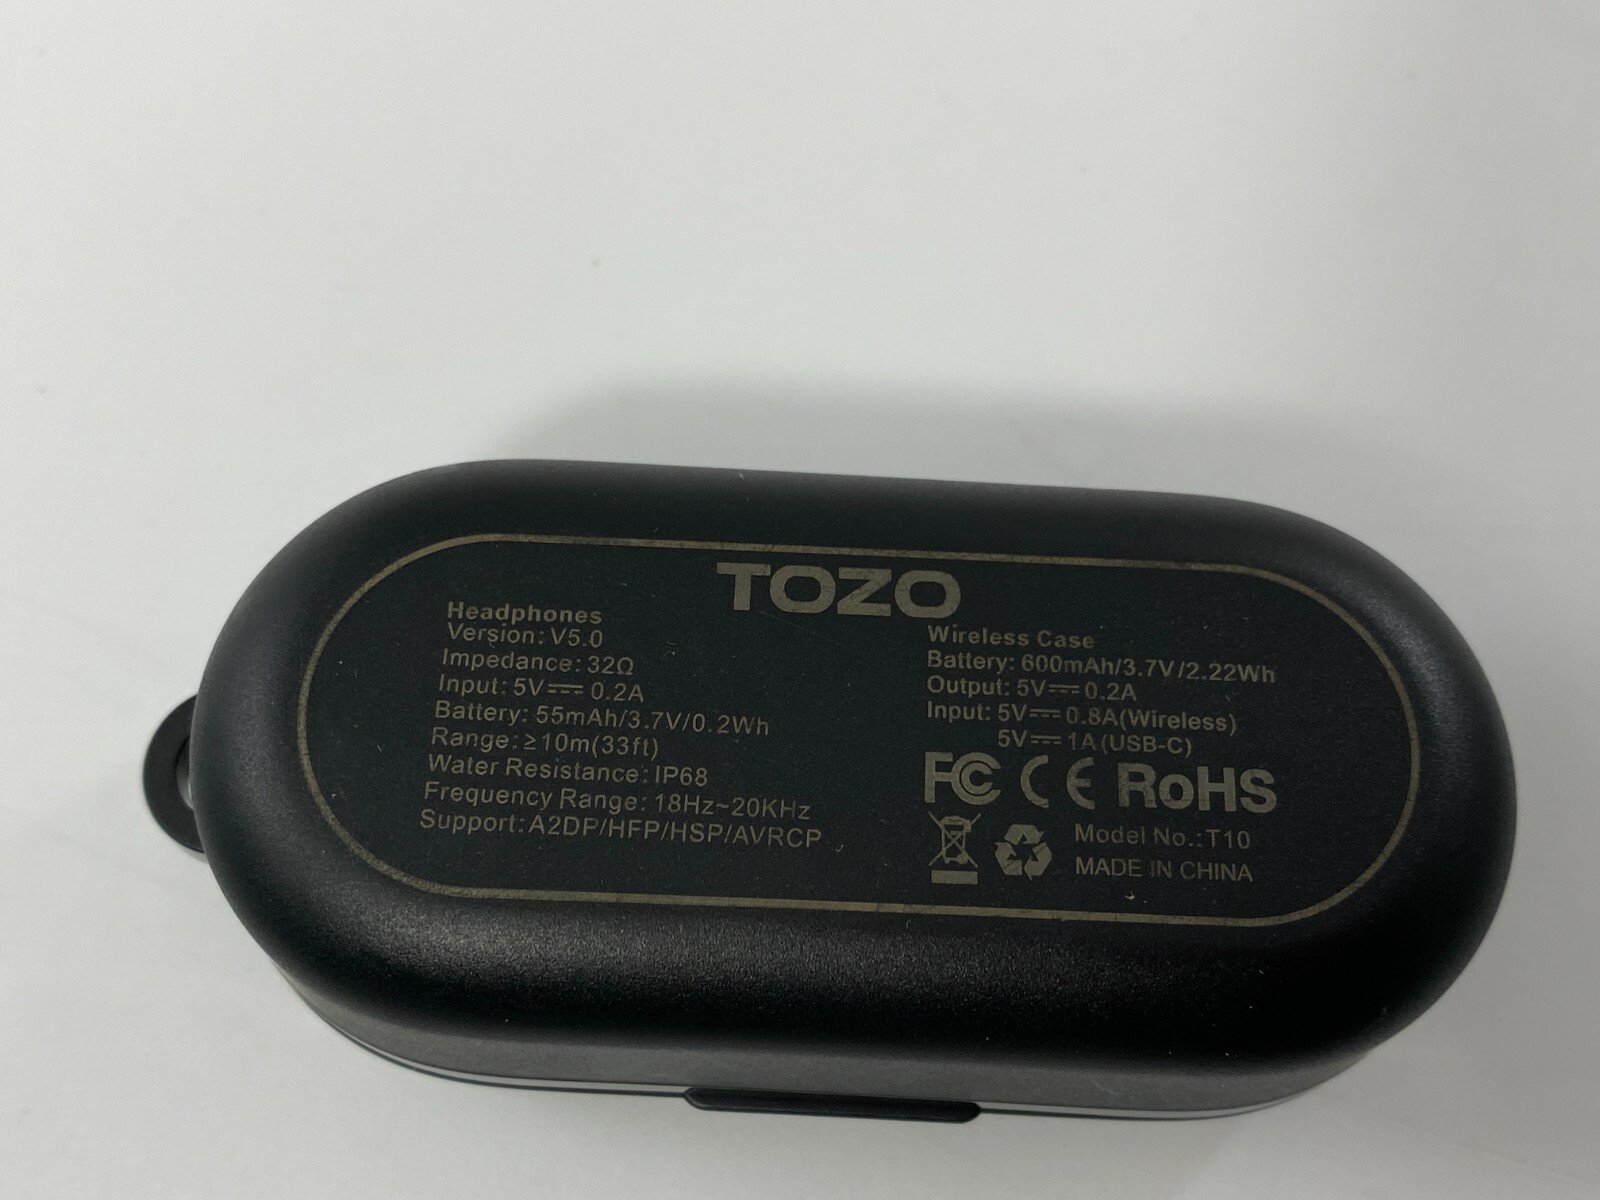 TOZO
Headphones
Version: V5.0
Impedance: 32Ω
Input: 5V⎓0.2A
Battery: 55mAh/3.7V/0.2Wh
Range: ≥10m(33ft)
Water Resistance: IP68
Frequency Range: 18Hz~20KHz
Support: A2DP/HFP/HSP/AVRCP
Wireless Case
Battery: 600mAh/3.7V/2.22Wh
Output: 5V⎓0.2A
Input: 5V⎓0.8A(Wireless)
5V⎓1A(USB-C)
FC CE RoHS
Model No.:T10
MADE IN CHINA